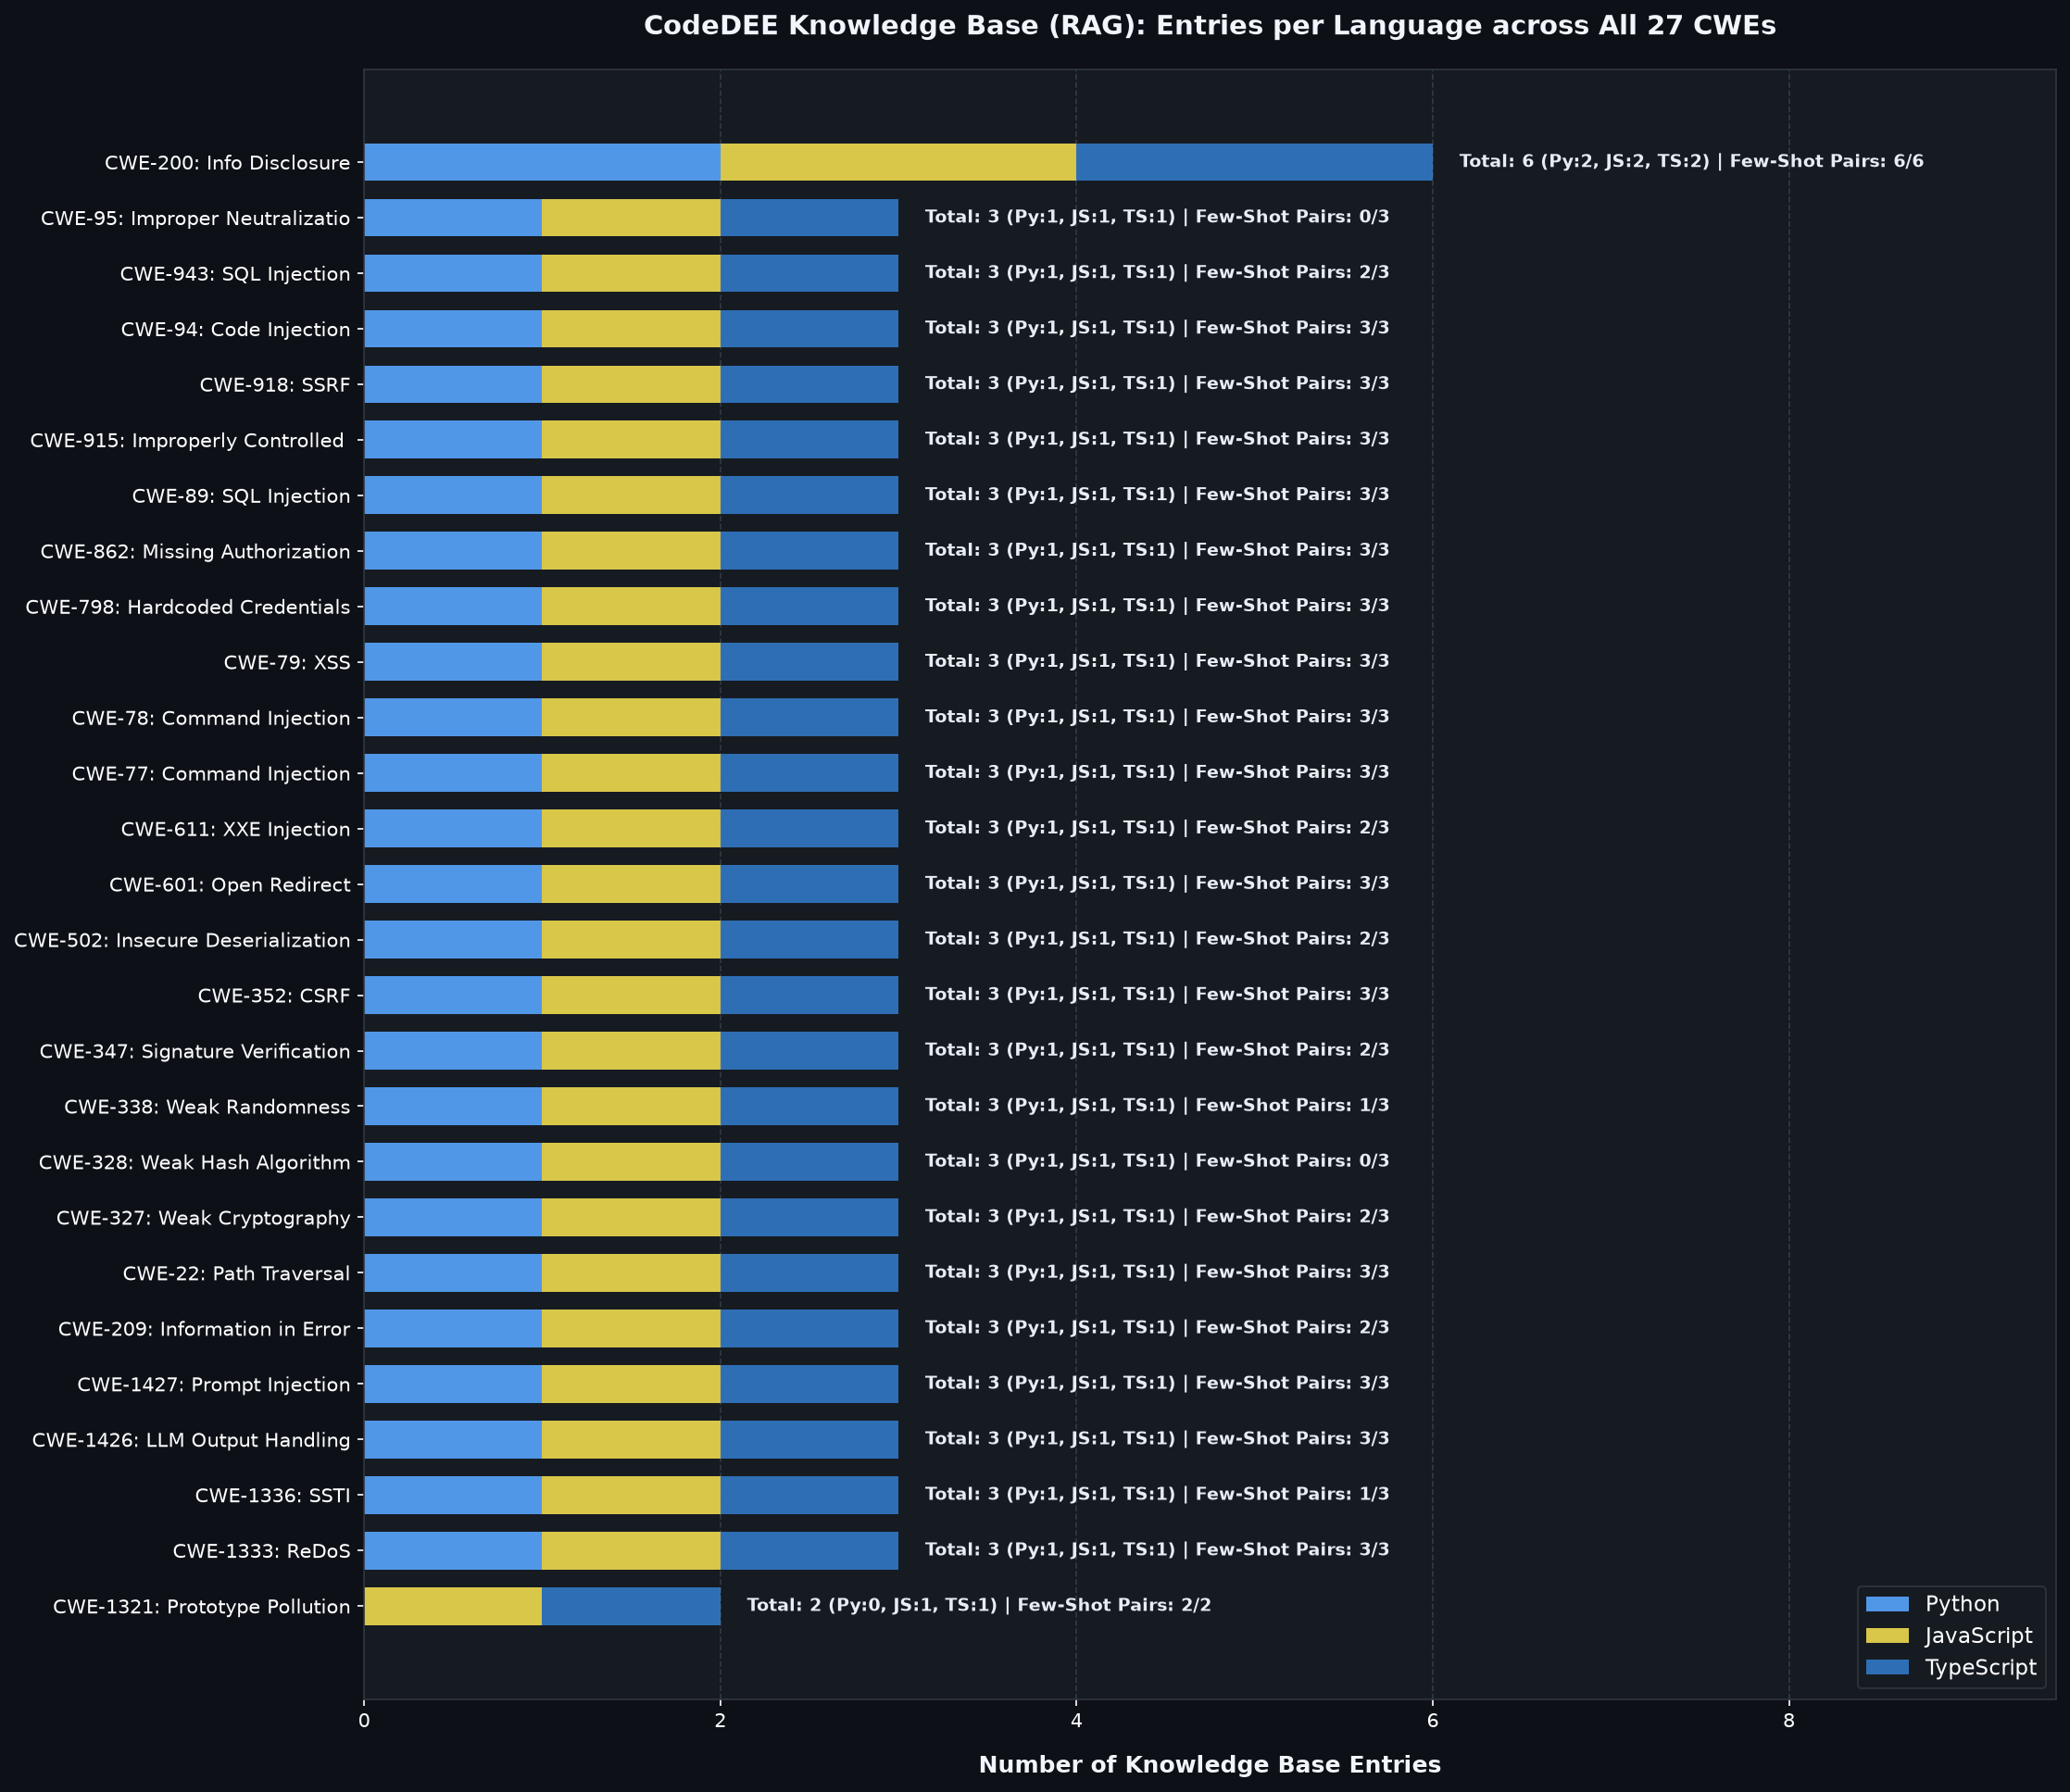 CodeDEE Knowledge Base (RAG): Entries per Language across All 27 CWEs
CWE-200: Info Disclosure Total: 6 (Py:2, JS:2, TS:2) | Few-Shot Pairs: 6/6
CWE-95: Improper Neutralizatio Total: 3 (Py:1, JS:1, TS:1) | Few-Shot Pairs: 0/3
CWE-943: SQL Injection Total: 3 (Py:1, JS:1, TS:1) | Few-Shot Pairs: 2/3
CWE-94: Code Injection Total: 3 (Py:1, JS:1, TS:1) | Few-Shot Pairs: 3/3
CWE-918: SSRF Total: 3 (Py:1, JS:1, TS:1) | Few-Shot Pairs: 3/3
CWE-915: Improperly Controlled Total: 3 (Py:1, JS:1, TS:1) | Few-Shot Pairs: 3/3
CWE-89: SQL Injection Total: 3 (Py:1, JS:1, TS:1) | Few-Shot Pairs: 3/3
CWE-862: Missing Authorization Total: 3 (Py:1, JS:1, TS:1) | Few-Shot Pairs: 3/3
CWE-798: Hardcoded Credentials Total: 3 (Py:1, JS:1, TS:1) | Few-Shot Pairs: 3/3
CWE-79: XSS Total: 3 (Py:1, JS:1, TS:1) | Few-Shot Pairs: 3/3
CWE-78: Command Injection Total: 3 (Py:1, JS:1, TS:1) | Few-Shot Pairs: 3/3
CWE-77: Command Injection Total: 3 (Py:1, JS:1, TS:1) | Few-Shot Pairs: 3/3
CWE-611: XXE Injection Total: 3 (Py:1, JS:1, TS:1) | Few-Shot Pairs: 2/3
CWE-601: Open Redirect Total: 3 (Py:1, JS:1, TS:1) | Few-Shot Pairs: 3/3
CWE-502: Insecure Deserialization Total: 3 (Py:1, JS:1, TS:1) | Few-Shot Pairs: 2/3
CWE-352: CSRF Total: 3 (Py:1, JS:1, TS:1) | Few-Shot Pairs: 3/3
CWE-347: Signature Verification Total: 3 (Py:1, JS:1, TS:1) | Few-Shot Pairs: 2/3
CWE-338: Weak Randomness Total: 3 (Py:1, JS:1, TS:1) | Few-Shot Pairs: 1/3
CWE-328: Weak Hash Algorithm Total: 3 (Py:1, JS:1, TS:1) | Few-Shot Pairs: 0/3
CWE-327: Weak Cryptography Total: 3 (Py:1, JS:1, TS:1) | Few-Shot Pairs: 2/3
CWE-22: Path Traversal Total: 3 (Py:1, JS:1, TS:1) | Few-Shot Pairs: 3/3
CWE-209: Information in Error Total: 3 (Py:1, JS:1, TS:1) | Few-Shot Pairs: 2/3
CWE-1427: Prompt Injection Total: 3 (Py:1, JS:1, TS:1) | Few-Shot Pairs: 3/3
CWE-1426: LLM Output Handling Total: 3 (Py:1, JS:1, TS:1) | Few-Shot Pairs: 3/3
CWE-1336: SSTI Total: 3 (Py:1, JS:1, TS:1) | Few-Shot Pairs: 1/3
CWE-1333: ReDoS Total: 3 (Py:1, JS:1, TS:1) | Few-Shot Pairs: 3/3
CWE-1321: Prototype Pollution Total: 2 (Py:0, JS:1, TS:1) | Few-Shot Pairs: 2/2
Python
JavaScript
TypeScript
0 2 4 6 8
Number of Knowledge Base Entries